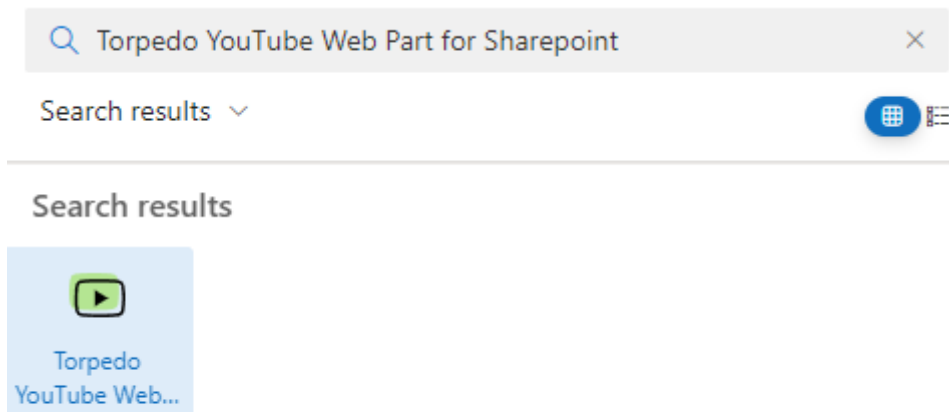 Torpedo YouTube Web Part for Sharepoint
Search results
Search results
Torpedo
YouTube Web...